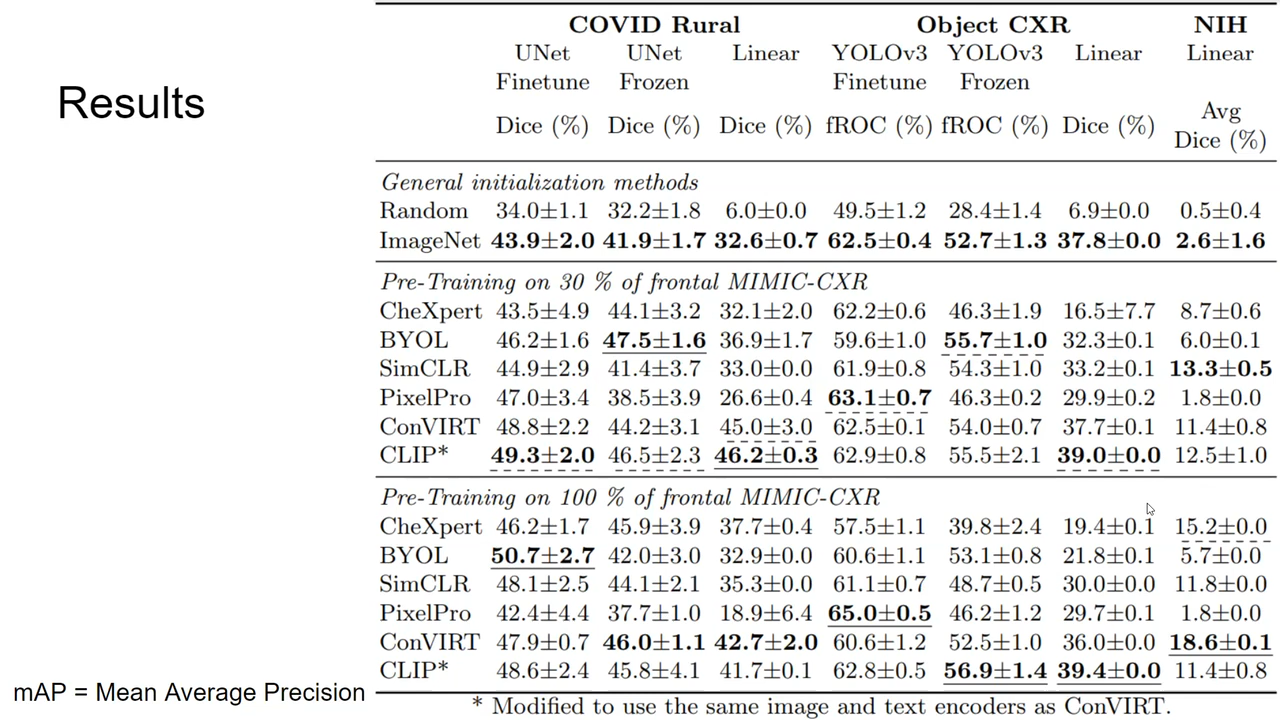 Results
COVID Rural Object CXR NIH
UNet UNet Linear YOLOv3 YOLOv3 Linear Linear
Finetune Frozen Finetune Frozen
Avg
Dice (%) Dice (%) Dice (%) fROC (%) fROC (%) Dice (%) Dice (%)
General initialization methods
Random 34.0±1.1 32.2±1.8 6.0±0.0 49.5±1.2 28.4±1.4 6.9±0.0 0.5±0.4
ImageNet 43.9±2.0 41.9±1.7 32.6±0.7 62.5±0.4 52.7±1.3 37.8±0.0 2.6±1.6
Pre-Training on 30 % of frontal MIMIC-CXR
CheXpert 43.5±4.9 44.1±3.2 32.1±2.0 62.2±0.6 46.3±1.9 16.5±7.7 8.7±0.6
BYOL 46.2±1.6 47.5±1.6 36.9±1.7 59.6±1.0 55.7±1.0 32.3±0.1 6.0±0.1
SimCLR 44.9±2.9 41.4±3.7 33.0±0.0 61.9±0.8 54.3±1.0 33.2±0.1 13.3±0.5
PixelPro 47.0±3.4 38.5±3.9 26.6±0.4 63.1±0.7 46.3±0.2 29.9±0.2 1.8±0.0
ConVIRT 48.8±2.2 44.2±3.1 45.0±3.0 62.5±0.1 54.0±0.7 37.7±0.1 11.4±0.8
CLIP* 49.3±2.0 46.5±2.3 46.2±0.3 62.9±0.8 55.5±2.1 39.0±0.0 12.5±1.0
Pre-Training on 100 % of frontal MIMIC-CXR
CheXpert 46.2±1.7 45.9±3.9 37.7±0.4 57.5±1.1 39.8±2.4 19.4±0.1 15.2±0.0
BYOL 50.7±2.7 42.0±3.0 32.9±0.0 60.6±1.1 53.1±0.8 21.8±0.1 5.7±0.0
SimCLR 48.1±2.5 44.1±2.1 35.3±0.0 61.1±0.7 48.7±0.5 30.0±0.0 11.8±0.0
PixelPro 42.4±4.4 37.7±1.0 18.9±6.4 65.0±0.5 46.2±1.2 29.7±0.1 1.8±0.0
ConVIRT 47.9±0.7 46.0±1.1 42.7±2.0 60.6±1.2 52.5±1.0 36.0±0.0 18.6±0.1
CLIP* 48.6±2.4 45.8±4.1 41.7±0.1 62.8±0.5 56.9±1.4 39.4±0.0 11.4±0.8
mAP = Mean Average Precision
* Modified to use the same image and text encoders as ConVIRT.